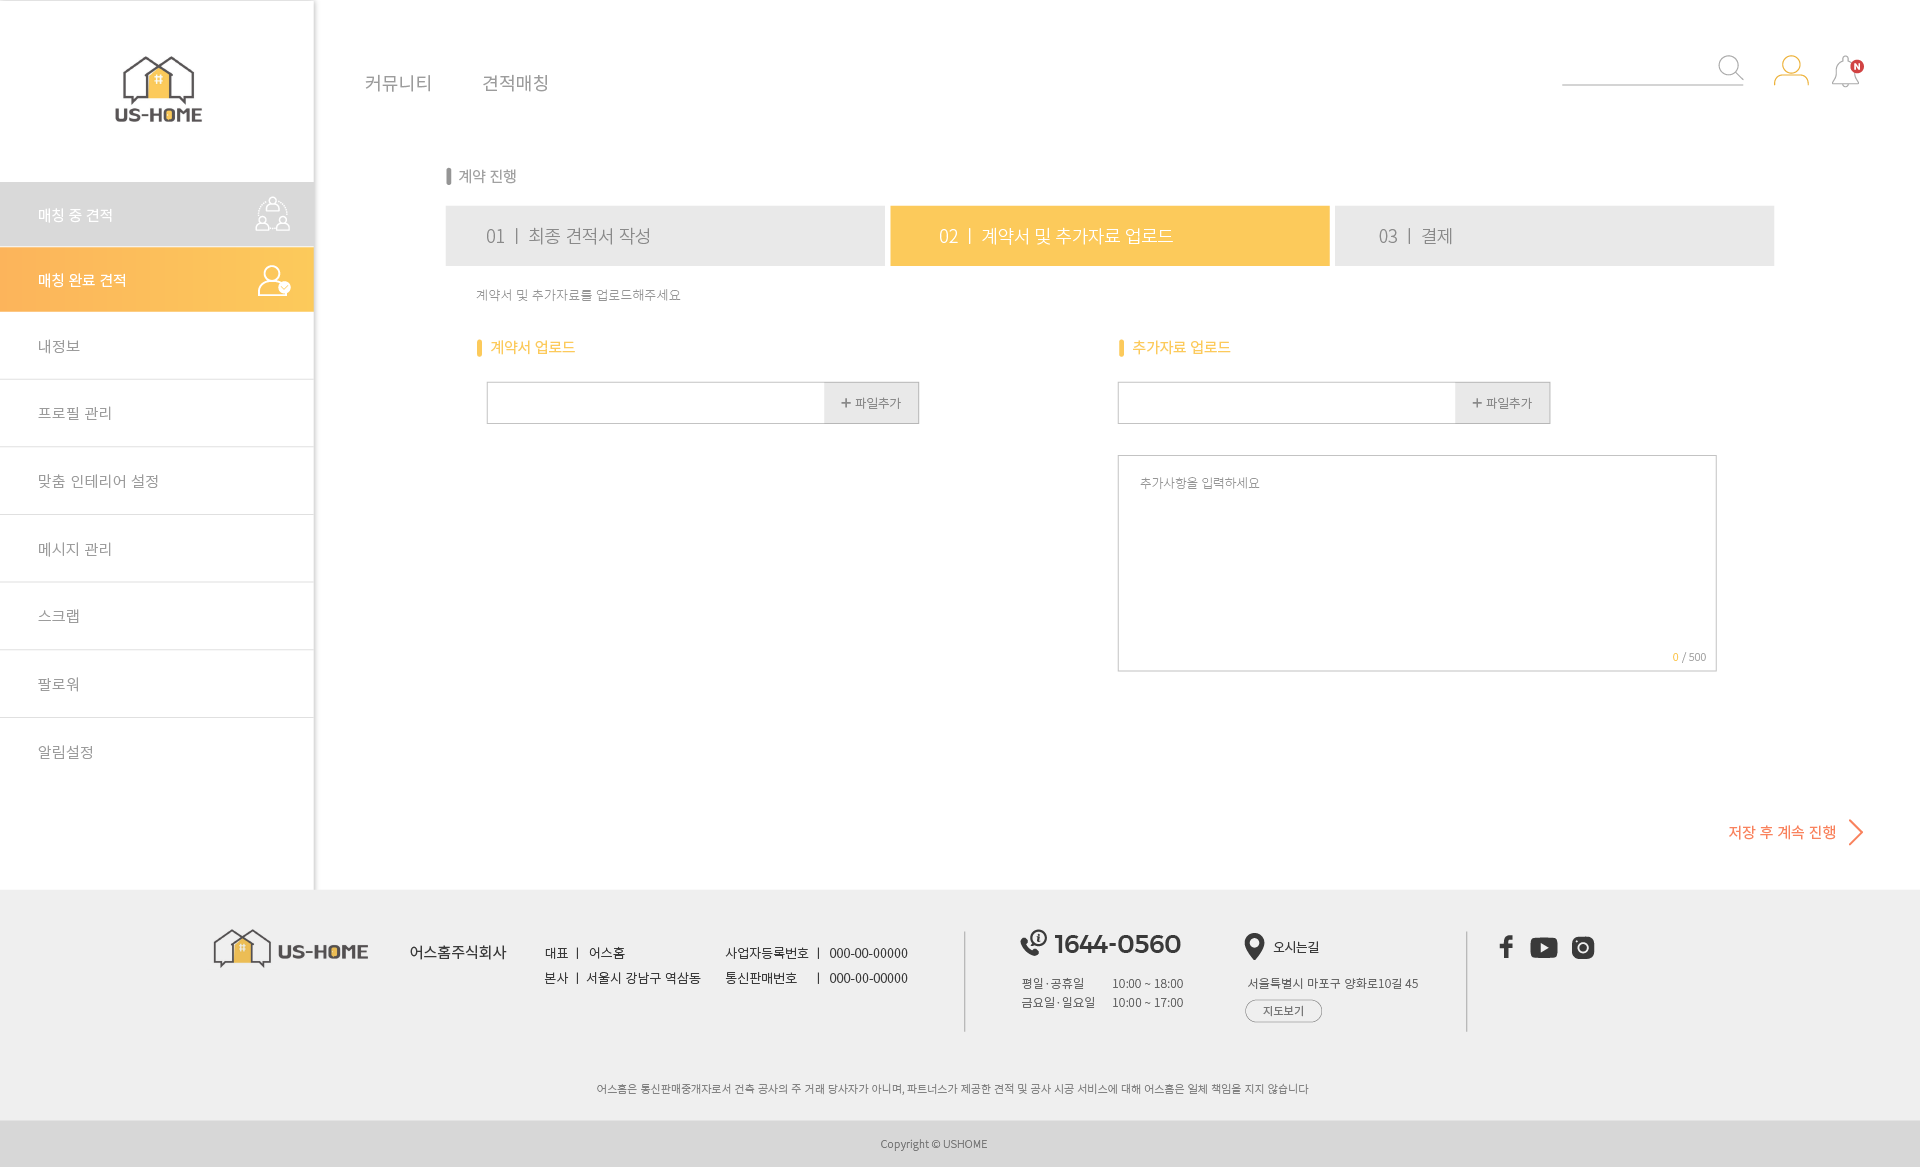 US-HOME
커뮤니티 견적매칭
N
매칭 중 견적
매칭 완료 견적
내정보
프로필 관리
맞춤 인테리어 설정
메시지 관리
스크랩
팔로워
알림설정
계약 진행
01 ㅣ 최종 견적서 작성
02 ㅣ 계약서 및 추가자료 업로드
03 ㅣ 결제
계약서 및 추가자료를 업로드해주세요
계약서 업로드
+ 파일추가
추가자료 업로드
+ 파일추가
추가사항을 입력하세요
0 / 500
저장 후 계속 진행
US-HOME
어스홈주식회사
대표 ㅣ 어스홈
본사 ㅣ 서울시 강남구 역삼동
사업자등록번호 ㅣ 000-00-00000
통신판매번호 ㅣ 000-00-00000
1644-0560
평일·공휴일 10:00 ~ 18:00
금요일·일요일 10:00 ~ 17:00
오시는길
서울특별시 마포구 양화로10길 45
지도보기
어스홈은 통신판매중개자로서 건축 공사의 주 거래 당사자가 아니며, 파트너스가 제공한 견적 및 공사 시공 서비스에 대해 어스홈은 일체 책임을 지지 않습니다
Copyright © USHOME